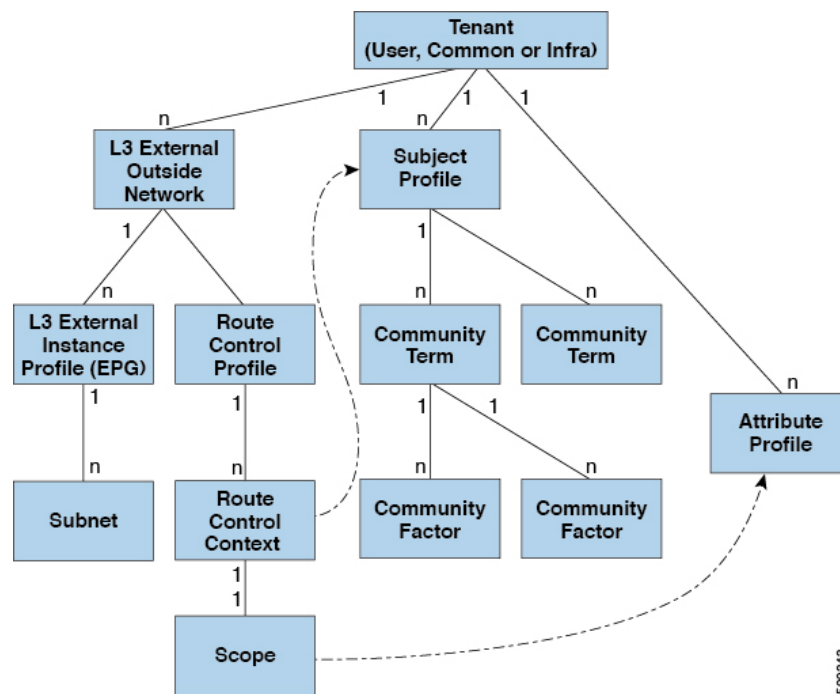 Tenant
(User, Common or Infra)
1
1
1
n
n
L3 External
Outside
Network
Subject
Profile
1
1
n
n
n
L3 External
Instance
Profile (EPG)
Route
Control
Profile
Community
Term
Community
Term
n
1
1
1
1
Attribute
Profile
n
n
n
n
Subnet
Route
Control
Context
Community
Factor
Community
Factor
1
1
Scope